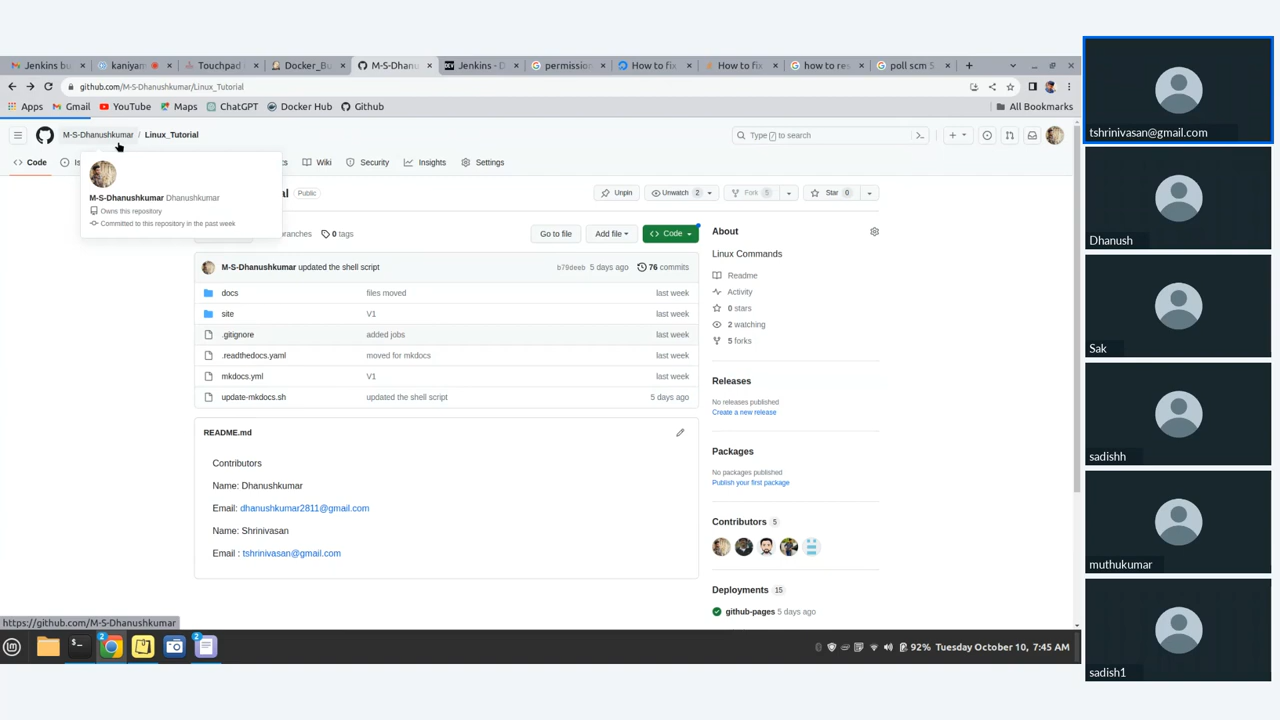 Jenkins bu
kaniyam
Touchpad
Docker_Bu
M-S-Dhanu
Jenkins - D
permission
How to fix
How to fix
how to res
poll scm S
github.com/M-S-Dhanushkumar/Linux_Tutorial
Apps
Gmail
YouTube
Maps
ChatGPT
Docker Hub
Github
All Bookmarks
M-S-Dhanushkumar / Linux_Tutorial
Type / to search
Code
Is
Wiki
Security
Insights
Settings
M-S-Dhanushkumar Dhanushkumar
Owns this repository
Committed to this repository in the past week
al
Public
Unpin
Unwatch 2
Fork 5
Star 0
ranches
0 tags
Go to file
Add file
Code
M-S-Dhanushkumar updated the shell script
b79deeb 5 days ago
76 commits
docs files moved last week
site V1 last week
.gitignore added jobs last week
.readthedocs.yaml moved for mkdocs last week
mkdocs.yml V1 last week
update-mkdocs.sh updated the shell script 5 days ago
README.md
Contributors
Name: Dhanushkumar
Email: dhanushkumar2811@gmail.com
Name: Shrinivasan
Email : tshrinivasan@gmail.com
About
Linux Commands
Readme
Activity
0 stars
2 watching
5 forks
Releases
No releases published
Create a new release
Packages
No packages published
Publish your first package
Contributors 5
Deployments 15
github-pages 5 days ago
https://github.com/M-S-Dhanushkumar
2
2
92% Tuesday October 10, 7:45 AM
tshrinivasan@gmail.com
Dhanush
Sak
sadishh
muthukumar
sadish1